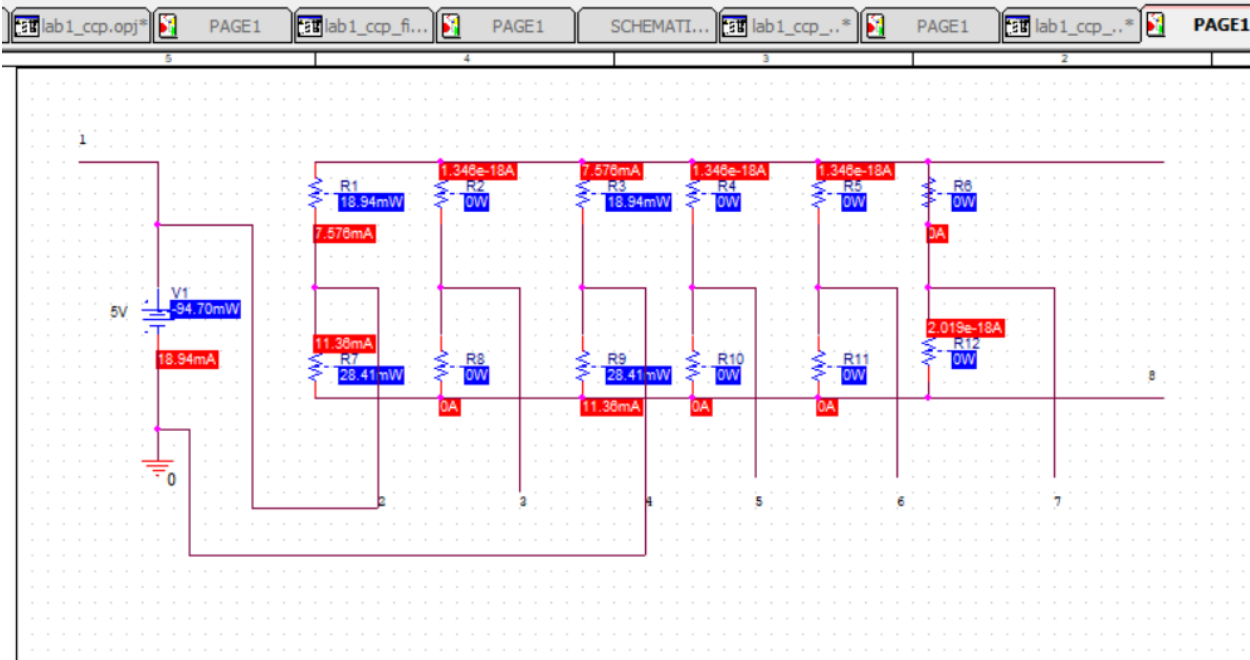 lab1_ccp.opj* PAGE1 lab1_ccp_fi... PAGE1 SCHEMATI... lab1_ccp_..* PAGE1 lab1_ccp_..* PAGE1
5 4 3 2
1
1.346e-18A 7.576mA 1.346e-18A 1.346e-18A
R1 R2 R3 R4 R5 R6
18.94mW 0W 18.94mW 0W 0W 0W
7.576mA 0A
V1
5V -94.70mW
11.36mA 2.019e-18A
R12
18.94mA R7 R8 R9 R10 R11 0W
28.41mW 0W 28.41mW 0W 0W 8
0A 11.36mA 0A 0A
0
2 3 4 5 6 7